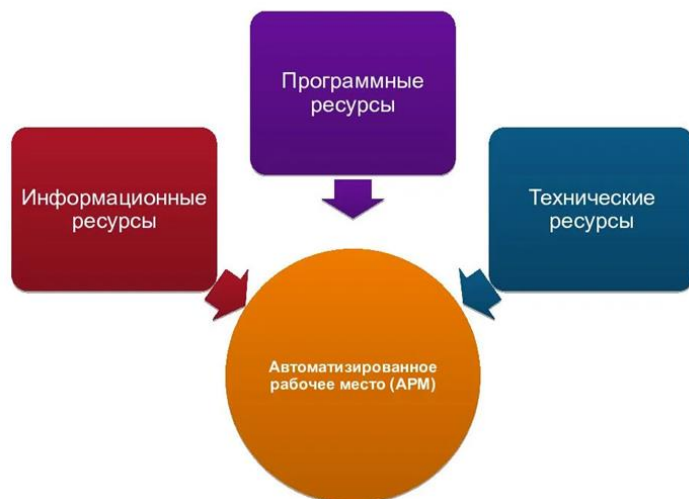 Программные
ресурсы
Информационные
ресурсы
Технические
ресурсы
Автоматизированное
рабочее место (АРМ)